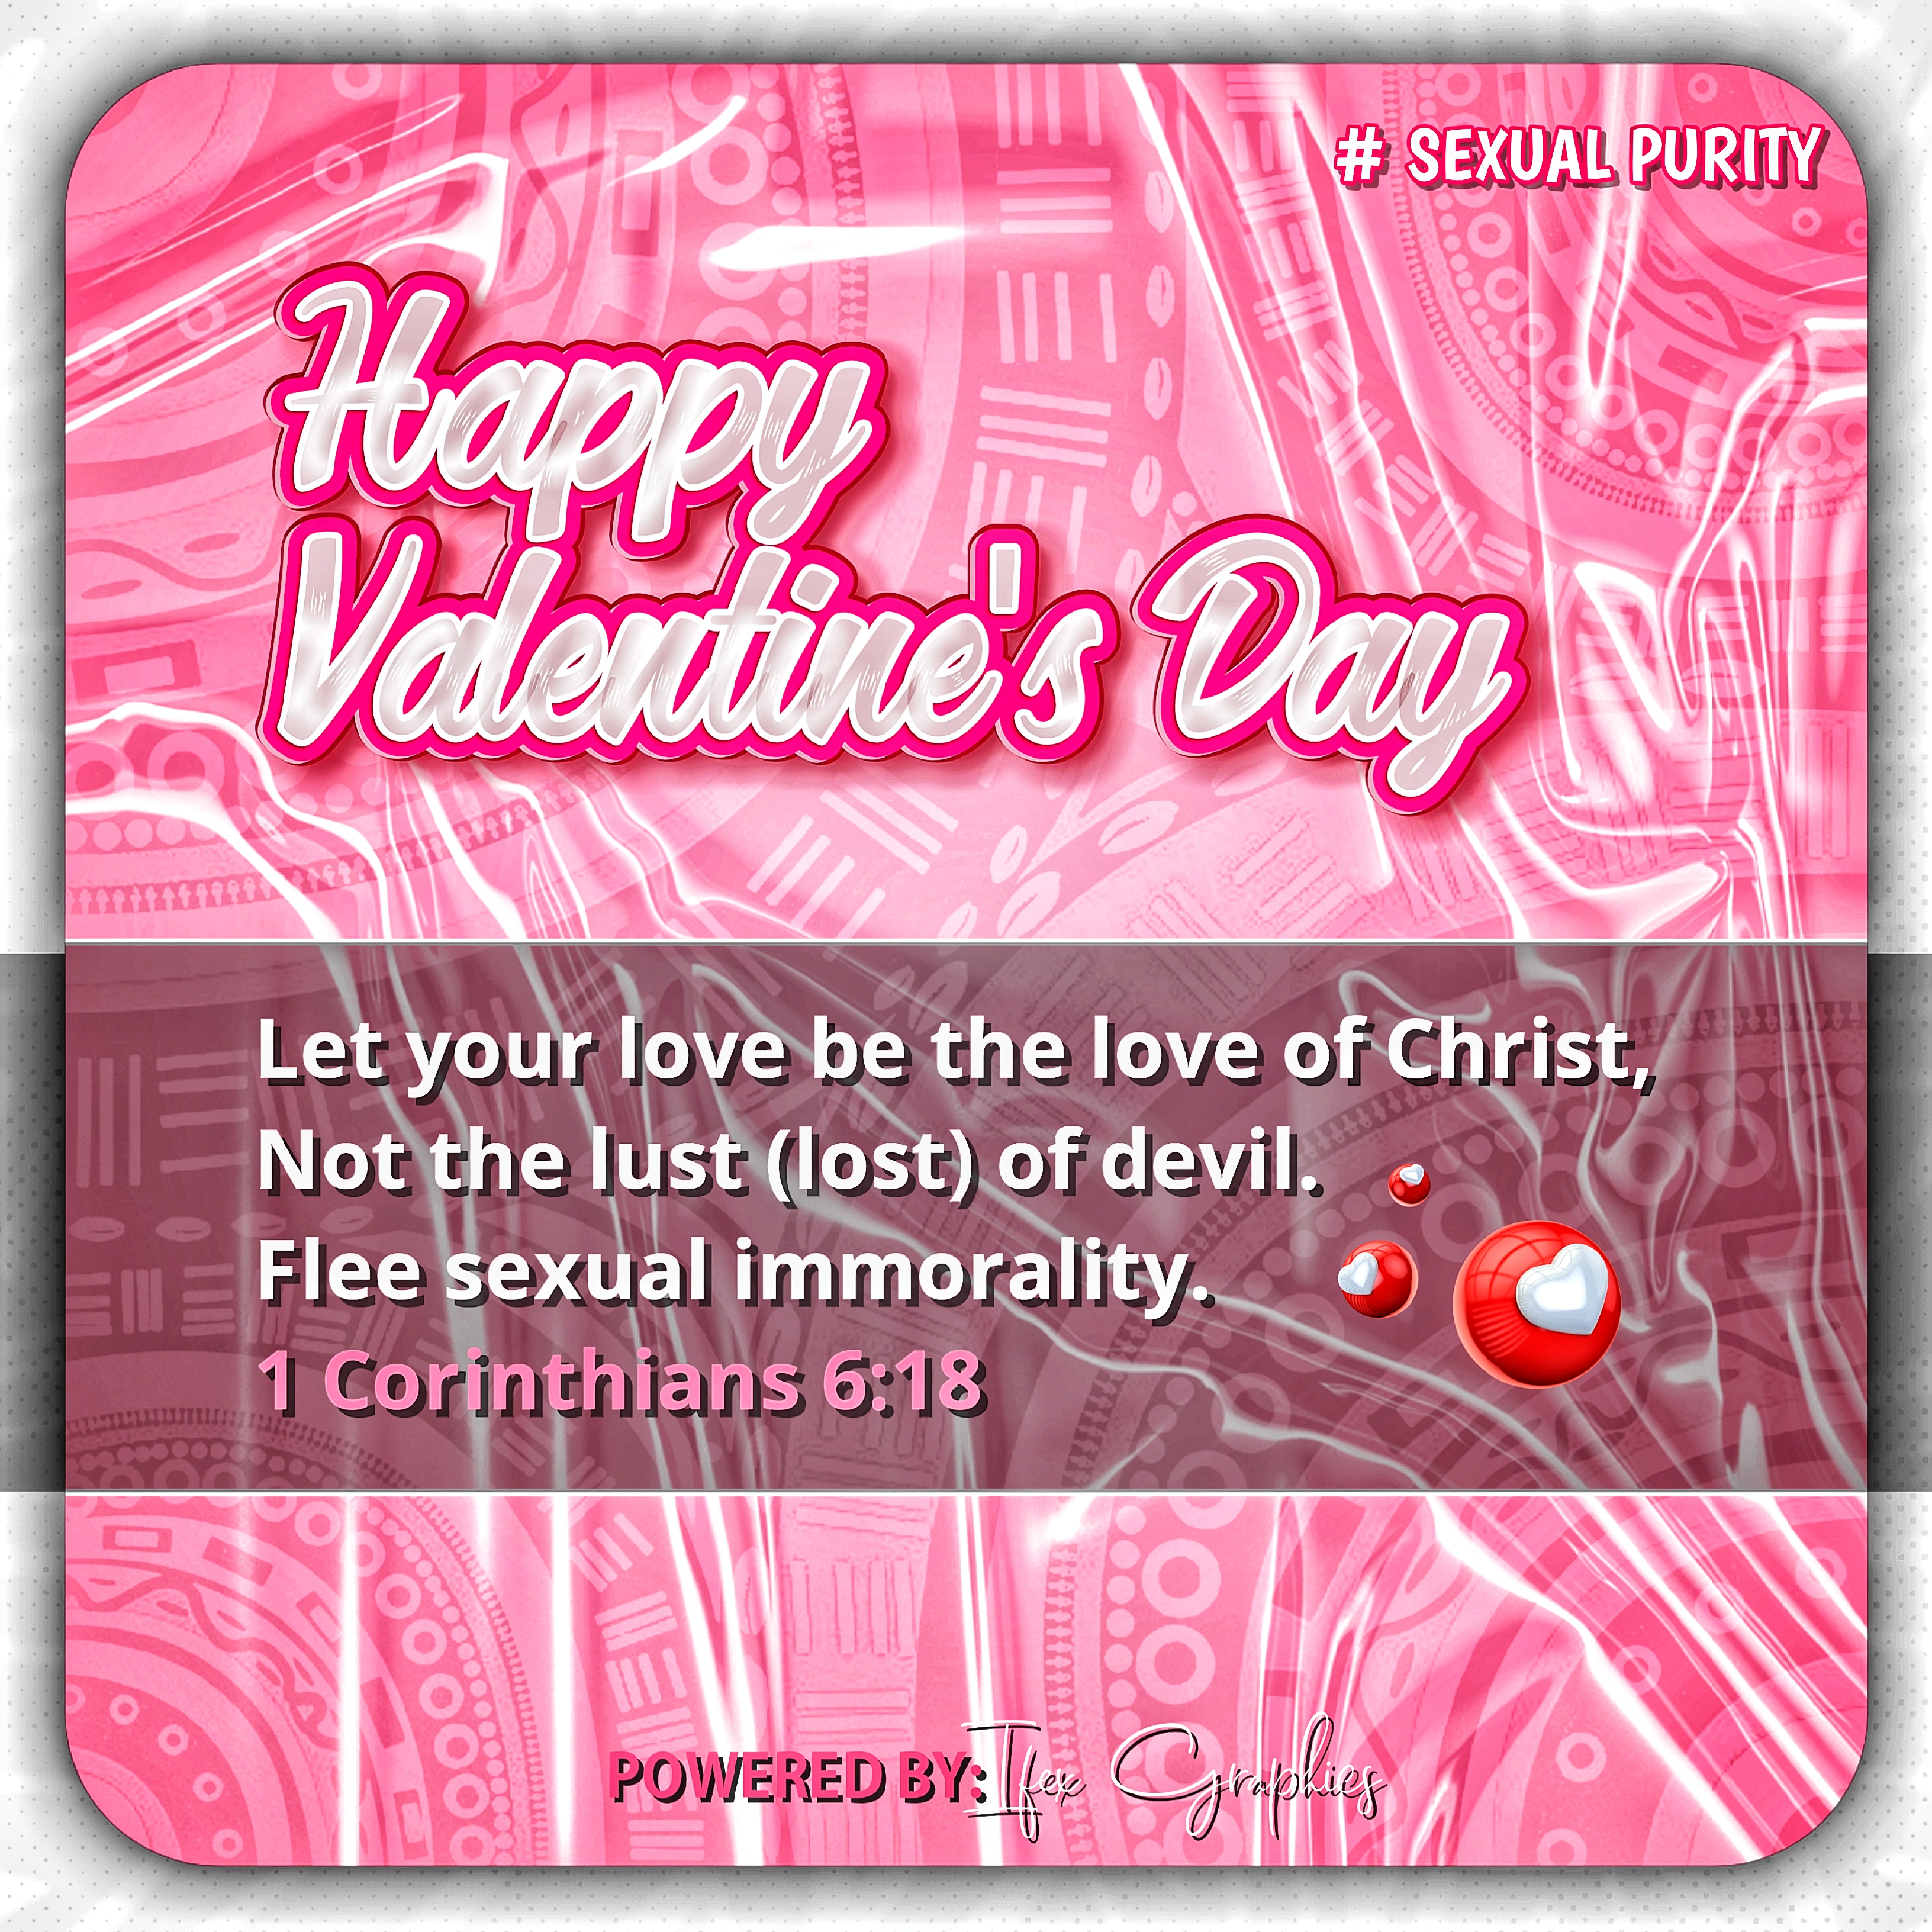 # SEXUAL PURITY
Happy
Valentine's Day
Let your love be the love of Christ,
Not the lust (lost) of devil.
Flee sexual immorality.
1 Corinthians 6:18
POWERED BY: Ifex Graphics